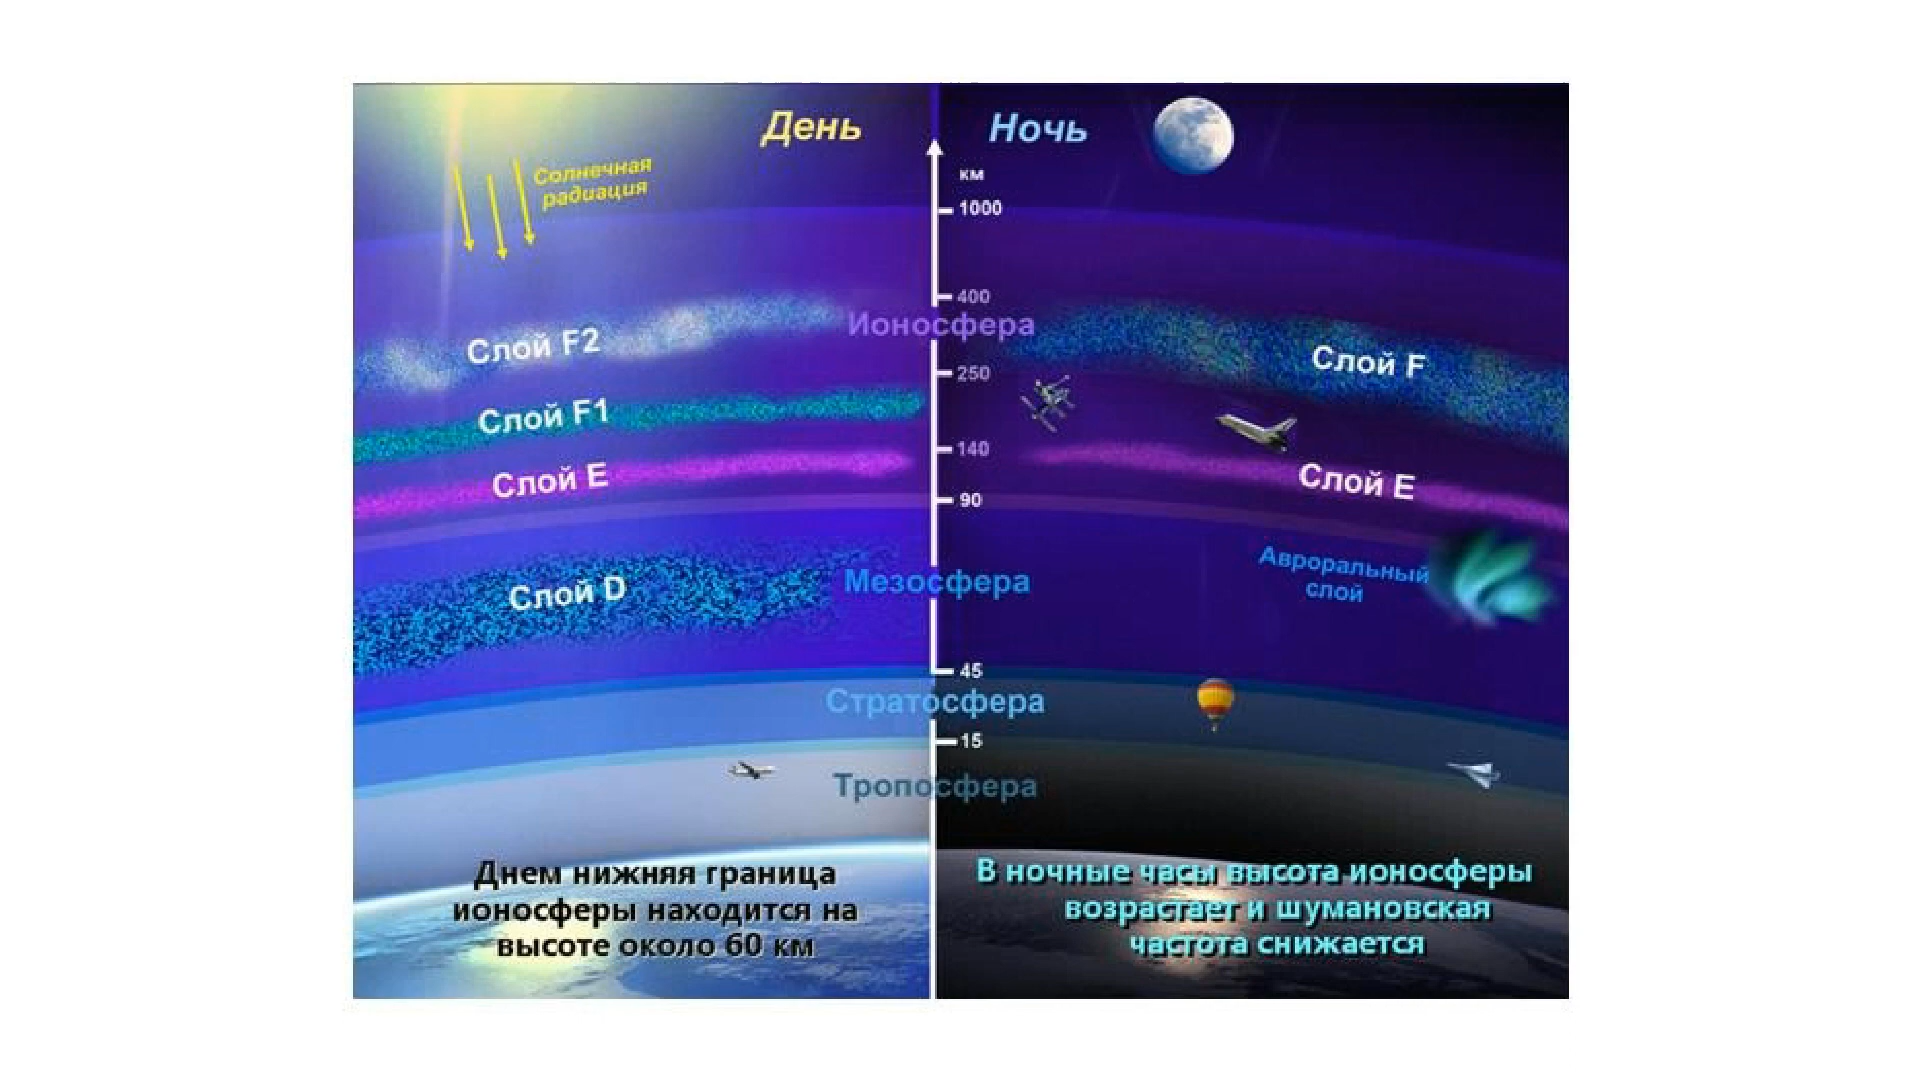 День
Ночь
Солнечная
радиация
км
1000
400
Ионосфера
Слой F2
Слой F
250
Слой F1
140
Слой E
Слой E
90
Авроральный
слой
Слой D
Мезосфера
45
Стратосфера
15
Тропосфера
Днем нижняя граница
ионосферы находится на
высоте около 60 км
В ночные часы высота ионосферы
возрастает и шумановская
частота снижается